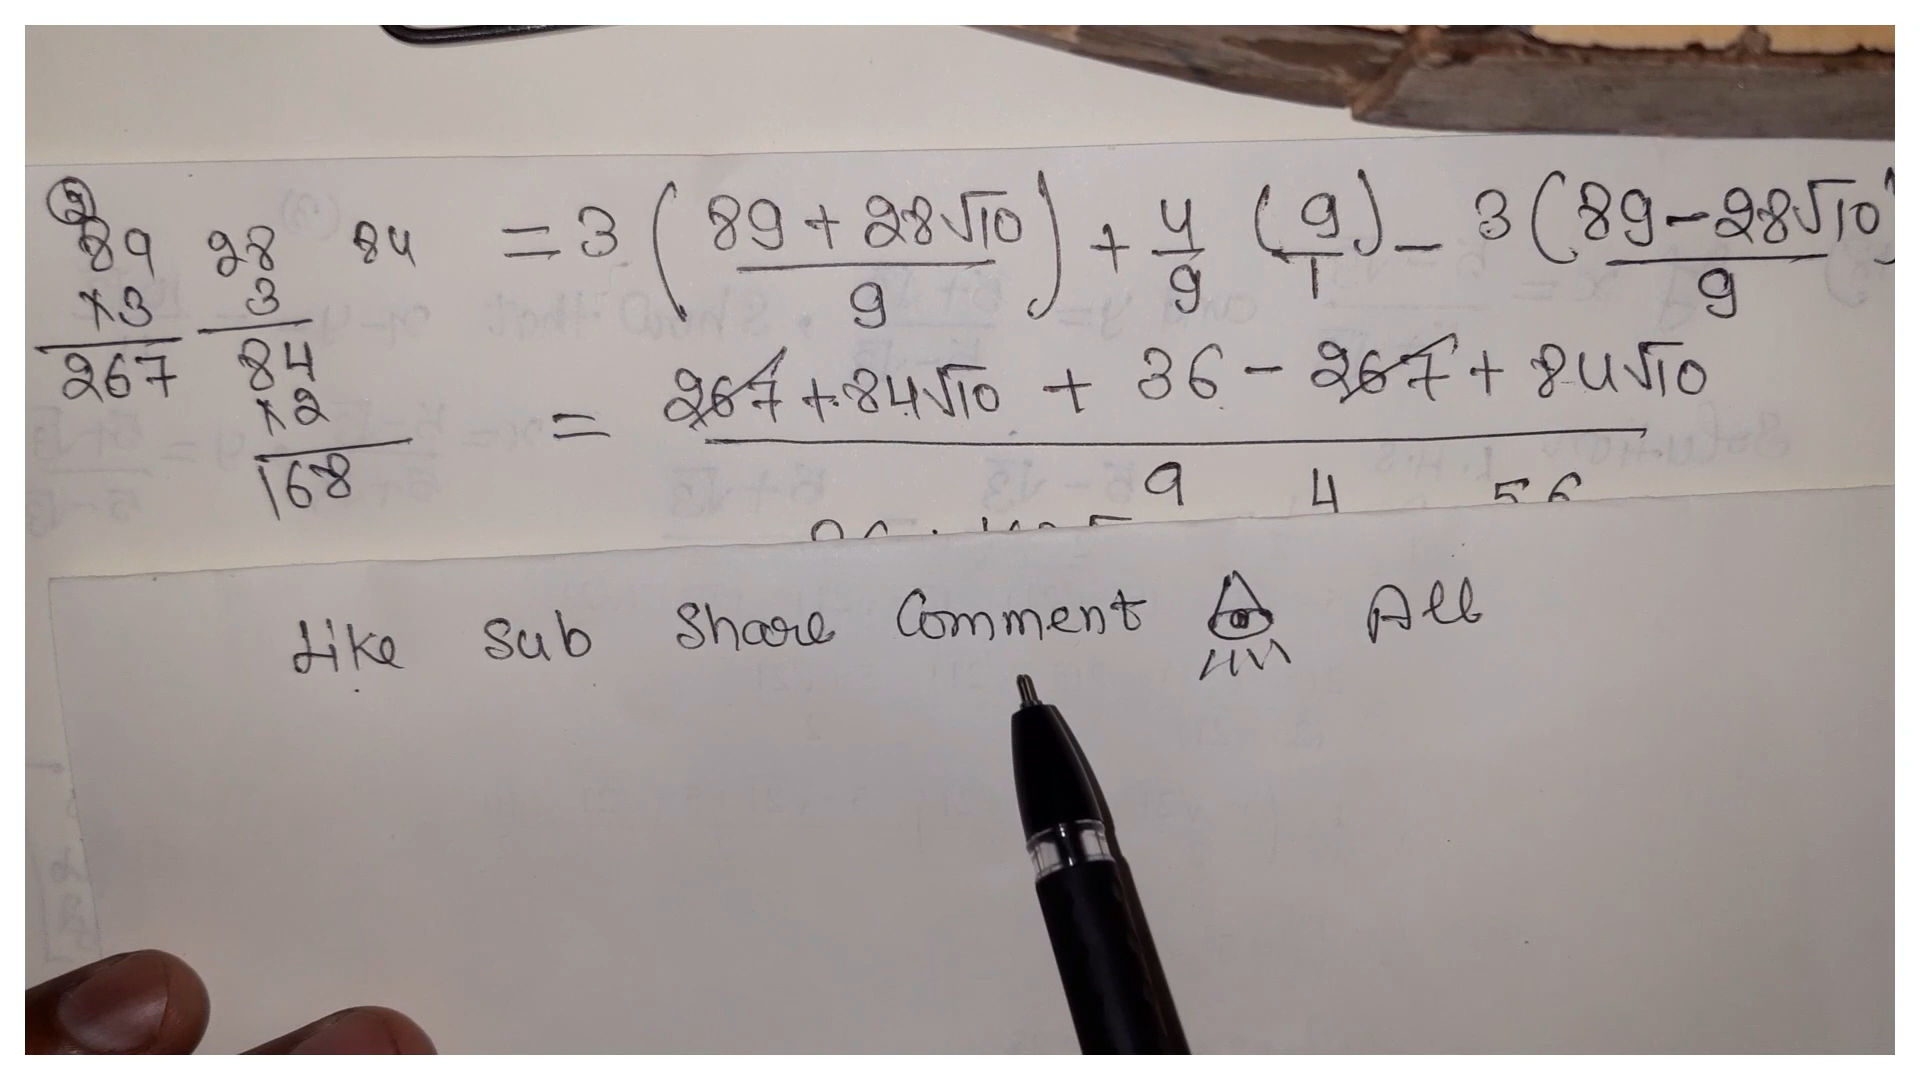 2
89 28 84
×3 3
267 84
×2
168
= 3 ( 89 + 28√10 / 9 ) + 4/9 ( 9/1 ) - 3 ( 89 - 28√10 / 9 )
= 267 + 84√10 + 36 - 267 + 84√10
9 4 56
Like Sub Share Comment All